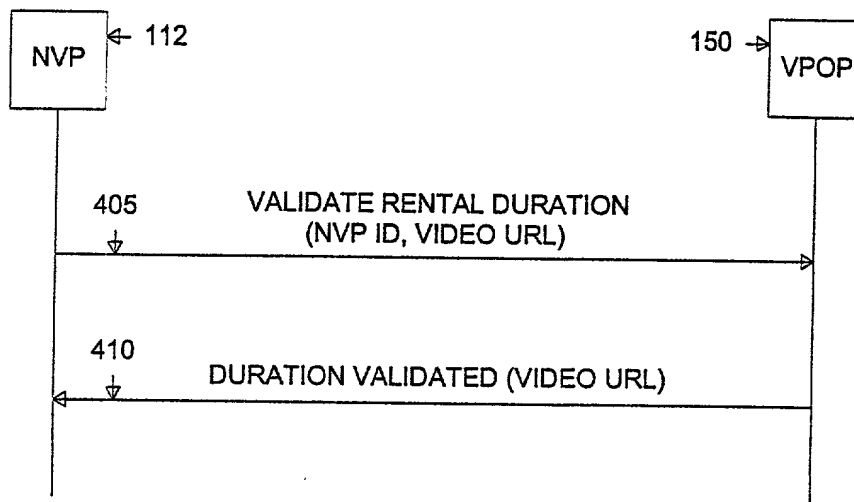 NVP
112
150
VPOP
405
VALIDATE RENTAL DURATION
(NVP ID, VIDEO URL)
410
DURATION VALIDATED (VIDEO URL)